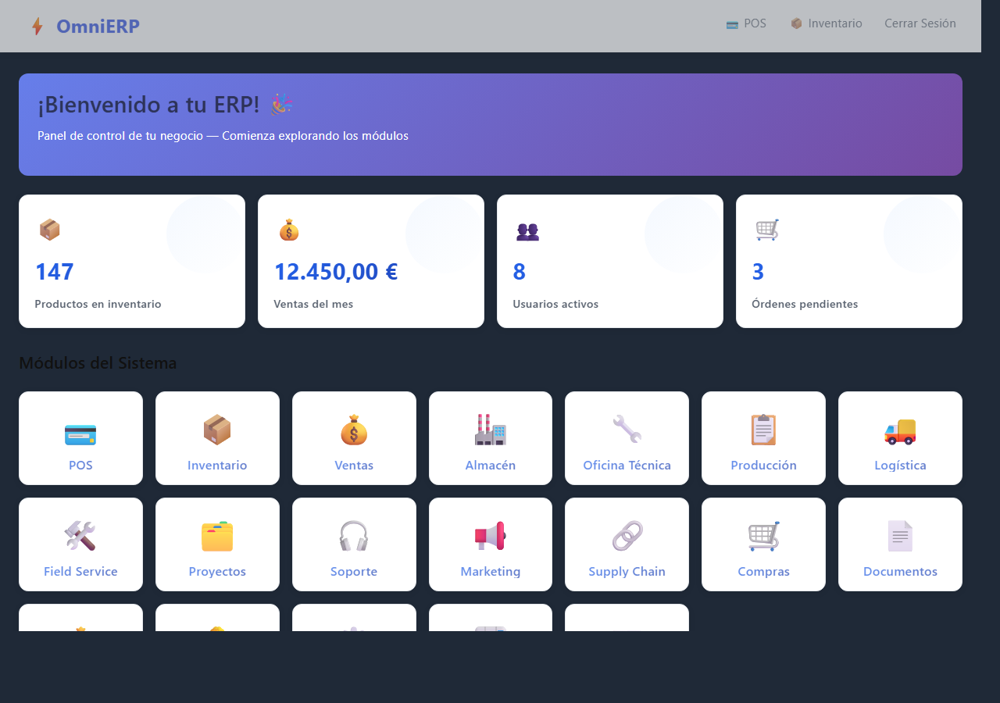 OmniERP
POS
Inventario
Cerrar Sesión
¡Bienvenido a tu ERP!
Panel de control de tu negocio — Comienza explorando los módulos
147
Productos en inventario
12.450,00 €
Ventas del mes
8
Usuarios activos
3
Órdenes pendientes
Módulos del Sistema
POS
Inventario
Ventas
Almacén
Oficina Técnica
Producción
Logística
Field Service
Proyectos
Soporte
Marketing
Supply Chain
Compras
Documentos